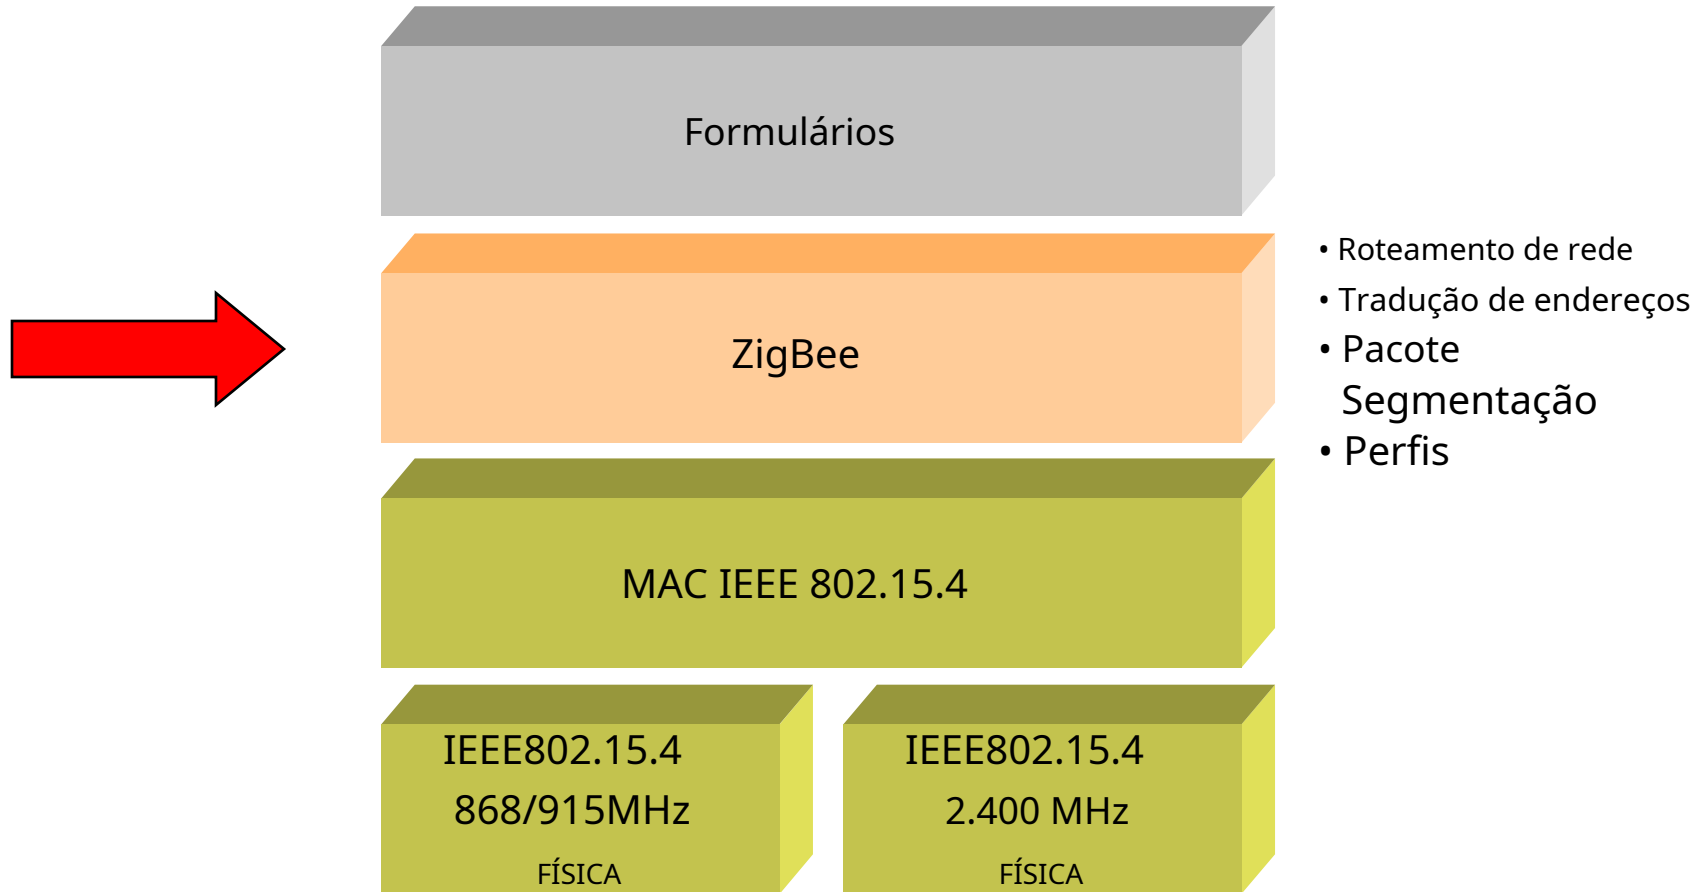 Formulários
• Roteamento de rede
• Tradução de endereços
• Pacote
Segmentação
• Perfis
ZigBee
MAC IEEE 802.15.4
IEEE802.15.4
868/915MHz
FÍSICA
IEEE802.15.4
2.400 MHz
FÍSICA